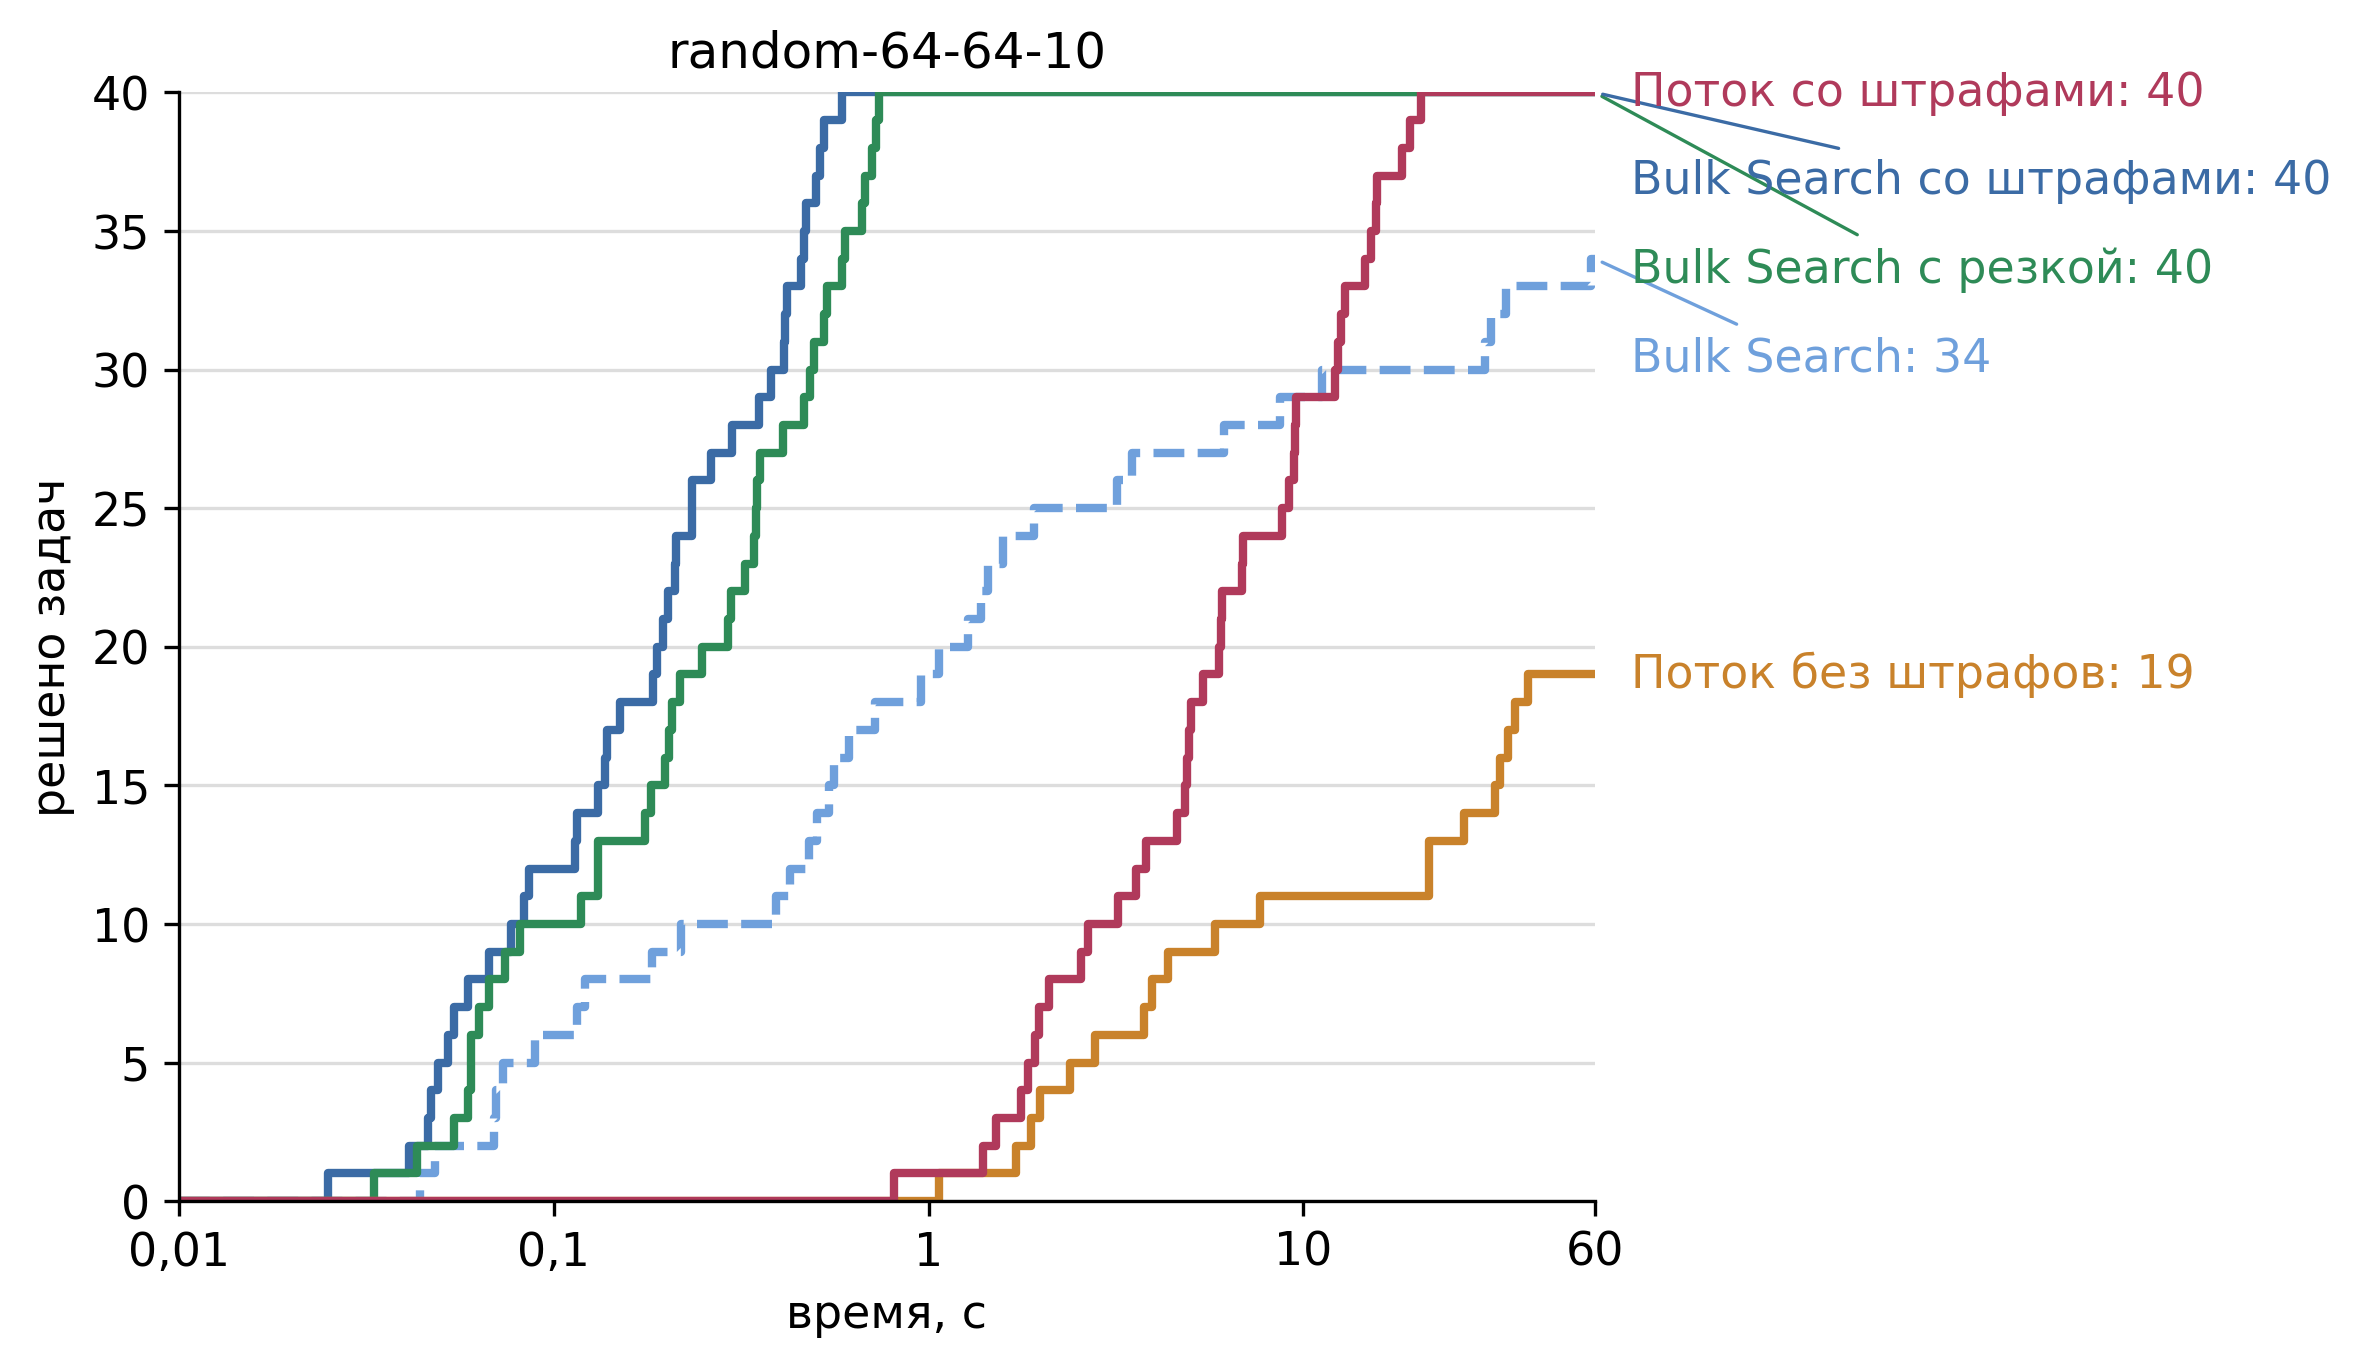 random-64-64-10
40
35
30
25
20
15
10
5
0
решено задач
0,01
0,1
1
10
60
время, с
Поток со штрафами: 40
Bulk Search со штрафами: 40
Bulk Search с резкой: 40
Bulk Search: 34
Поток без штрафов: 19